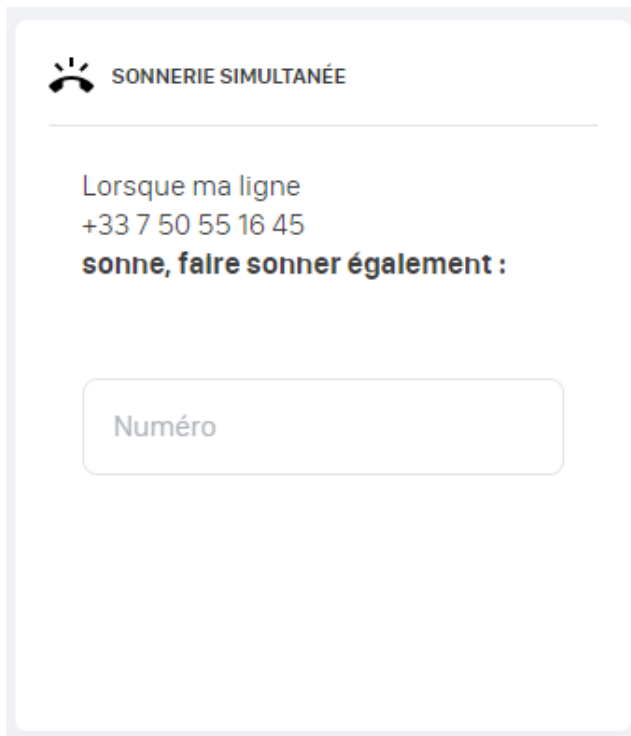 SONNERIE SIMULTANÉE
Lorsque ma ligne
+33 7 50 55 16 45
sonne, faire sonner également :
Numéro